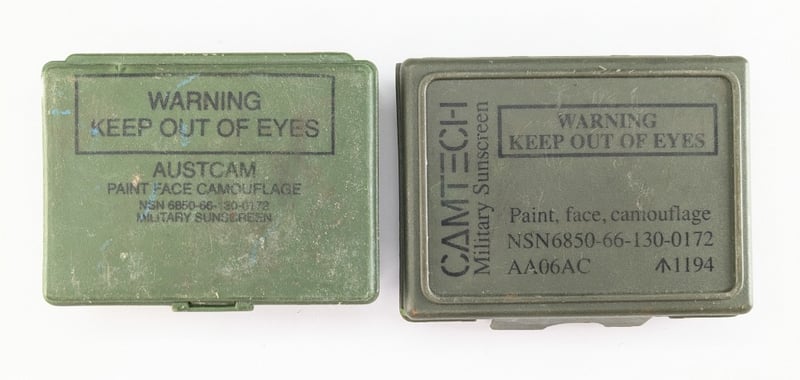 WARNING
KEEP OUT OF EYES
AUSTCAM
PAINT FACE CAMOUFLAGE
NSN 6850-66-130-0172
MILITARY SUNSCREEN
CAMTECH
Military Sunscreen
WARNING
KEEP OUT OF EYES
Paint, face, camouflage
NSN6850-66-130-0172
AA06AC 1194